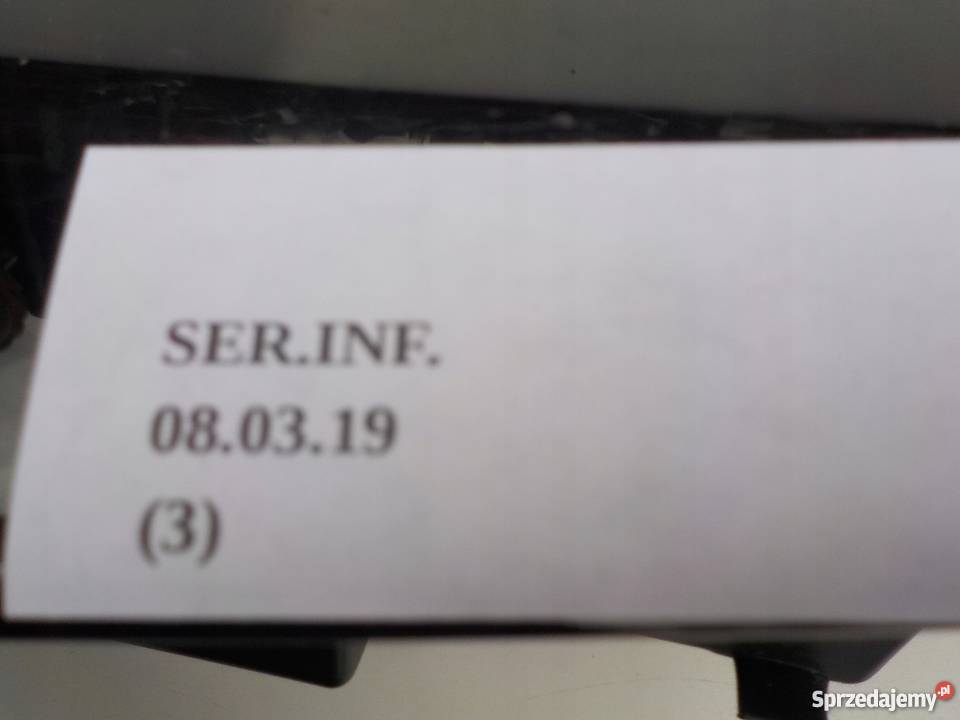 SER.INF.
08.03.19
(3)
Sprzedajemy.pl